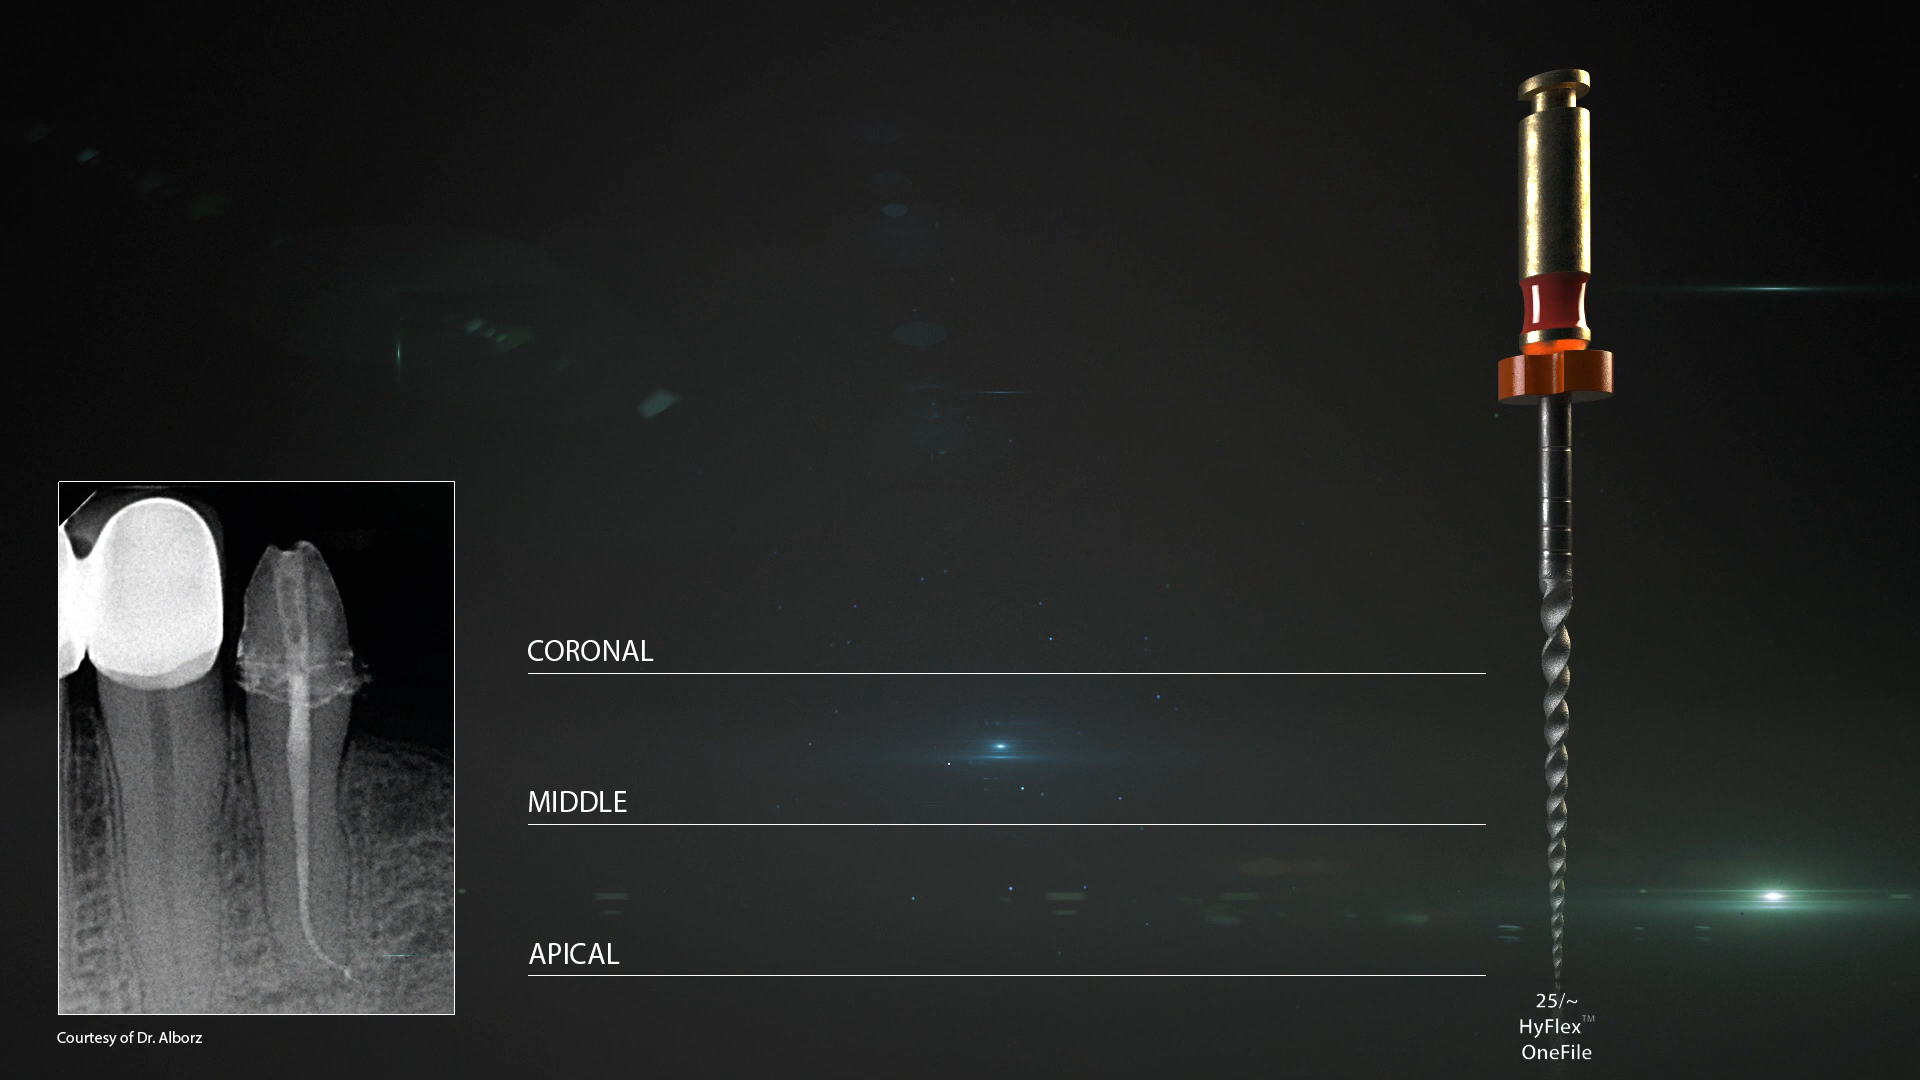 CORONAL
MIDDLE
APICAL
25/~
HyFlex™
OneFile
Courtesy of Dr. Alborz